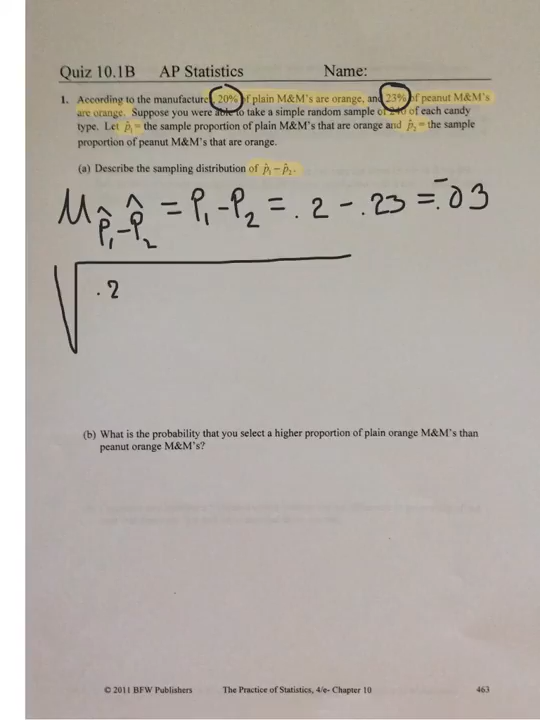 Quiz 10.1B AP Statistics Name:
1. According to the manufacturer, 20% of plain M&M's are orange, and 23% of peanut M&M's
are orange. Suppose you were able to take a simple random sample of 240 of each candy
type. Let p̂₁ = the sample proportion of plain M&M's that are orange and p̂₂ = the sample
proportion of peanut M&M's that are orange.
(a) Describe the sampling distribution of p̂₁ − p̂₂.
μ p̂₁−p̂₂ = P₁ − P₂ = .2 − .23 = −.03
√ .2
(b) What is the probability that you select a higher proportion of plain orange M&M's than
peanut orange M&M's?
© 2011 BFW Publishers The Practice of Statistics, 4/e- Chapter 10 463